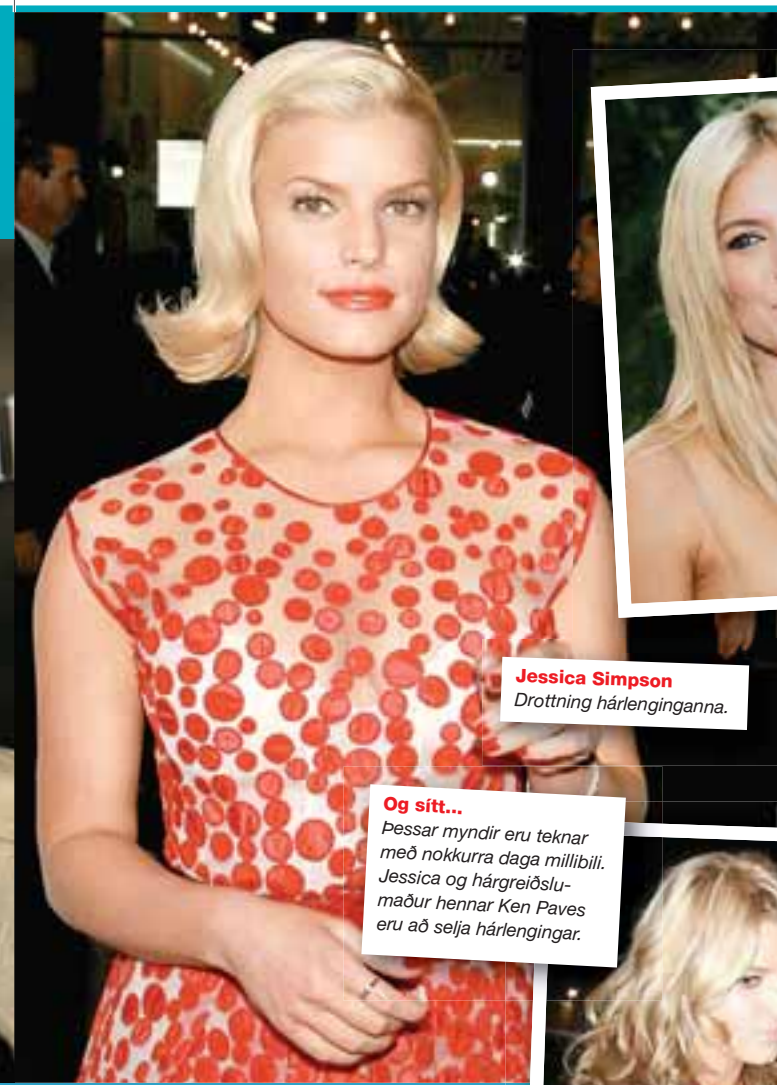 Jessica Simpson
Drottning hárlenginganna.
Og sítt...
Þessar myndir eru teknar
með nokkurra daga millibili.
Jessica og hárgreiðslu-
maður hennar Ken Paves
eru að selja hárlengingar.